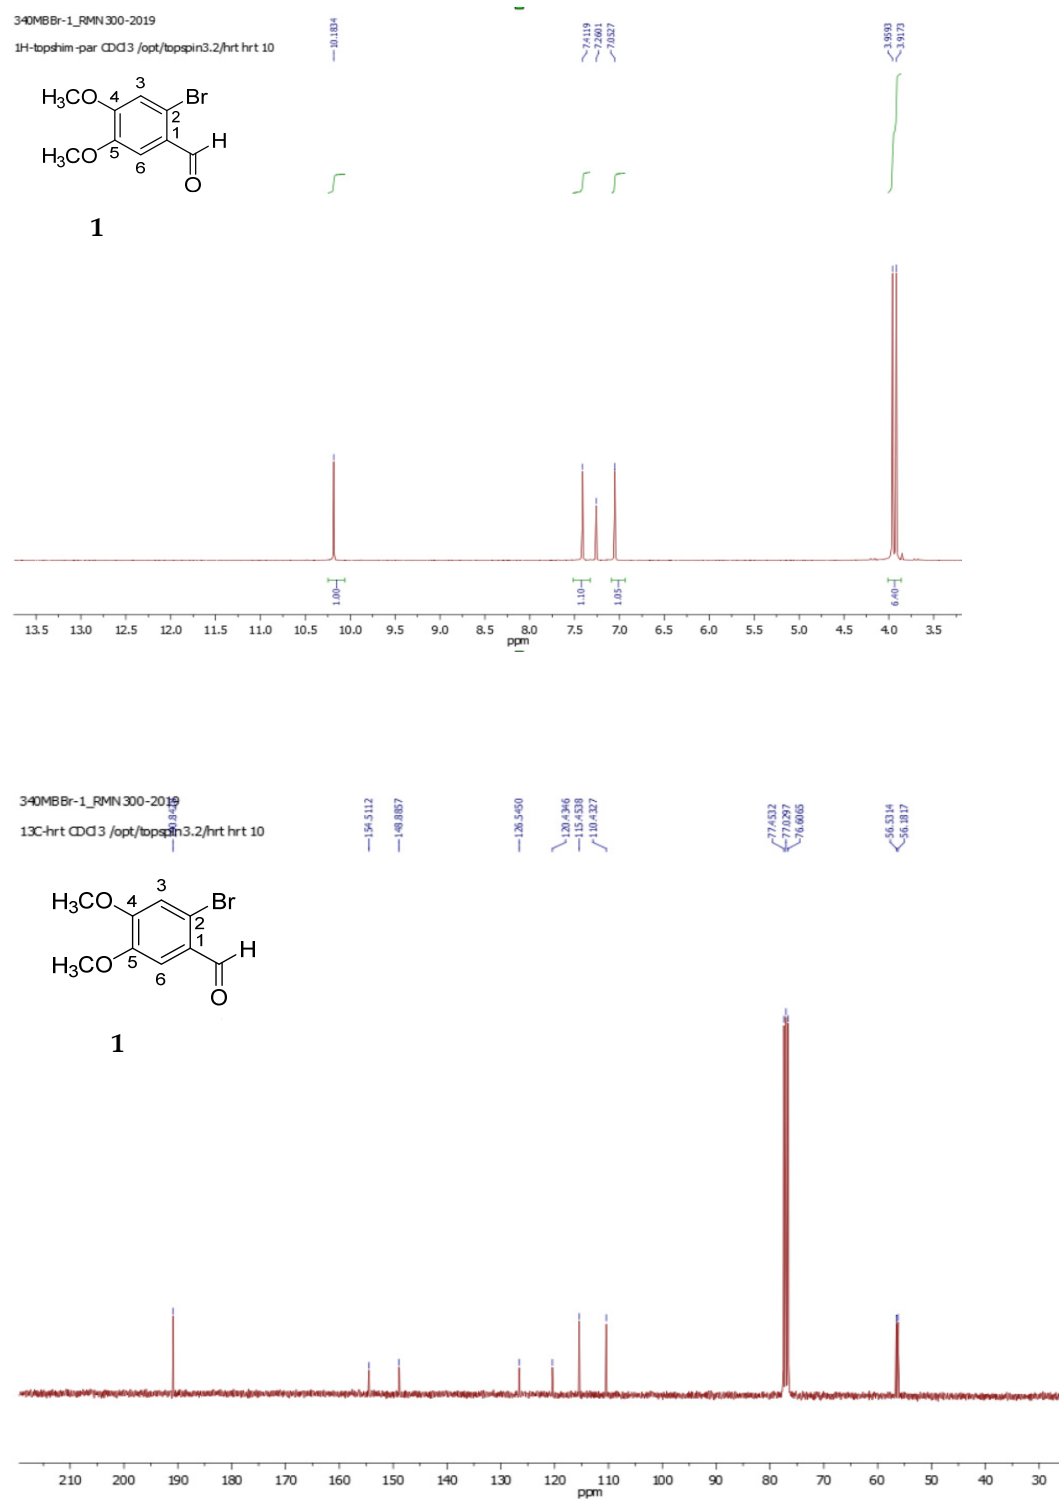 340MBBr-1_RMN300-2019
1H-topshim-par CDCl3 /opt/topspin3.2/hrt hrt 10
10.1834
7.4119
7.2601
7.0527
3.9593
3.9173
H3CO 4 3 Br
2
1 H
H3CO 5 6
O
1
1.00
1.10
1.05
6.40
13.5 13.0 12.5 12.0 11.5 11.0 10.5 10.0 9.5 9.0 8.5 8.0 7.5 7.0 6.5 6.0 5.5 5.0 4.5 4.0 3.5
ppm
340MBBr-1_RMN300-2019
13C-hrt CDCl3 /opt/topspin3.2/hrt hrt 10
154.5112
148.8857
126.5450
120.4346
115.4538
110.4327
77.4532
77.0297
76.6065
56.5314
56.1817
H3CO 4 3 Br
2
1 H
H3CO 5 6
O
1
210 200 190 180 170 160 150 140 130 120 110 100 90 80 70 60 50 40 30
ppm